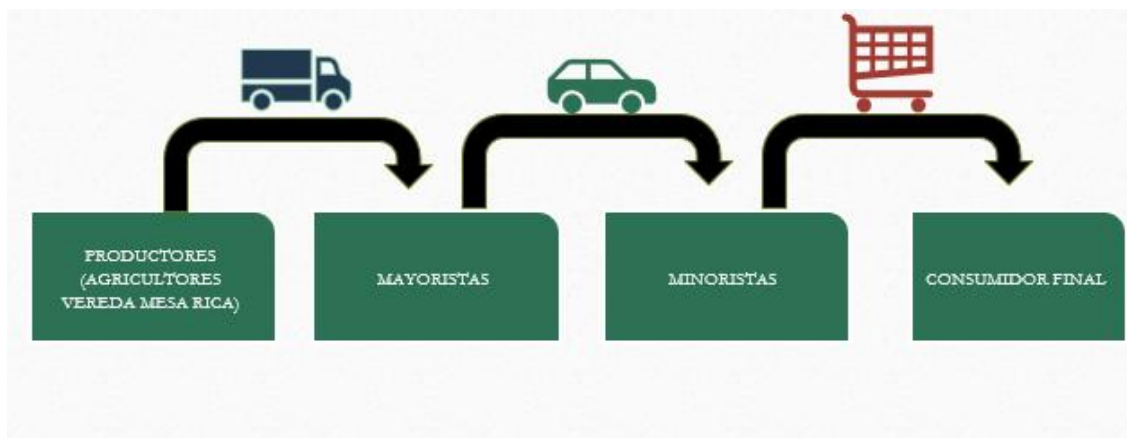 PRODUCTORES
(AGRICULTORES
VEREDA MESA RICA)
MAYORISTAS
MINORISTAS
CONSUMIDOR FINAL